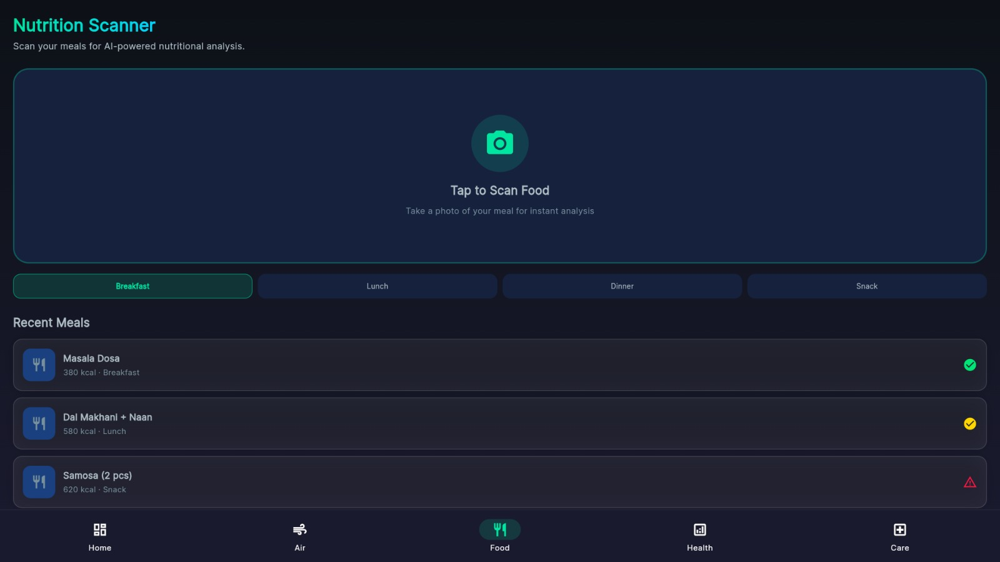 Nutrition Scanner
Scan your meals for AI-powered nutritional analysis.
Tap to Scan Food
Take a photo of your meal for instant analysis
Breakfast
Lunch
Dinner
Snack
Recent Meals
Masala Dosa
380 kcal · Breakfast
Dal Makhani + Naan
580 kcal · Lunch
Samosa (2 pcs)
620 kcal · Snack
Home
Air
Food
Health
Care